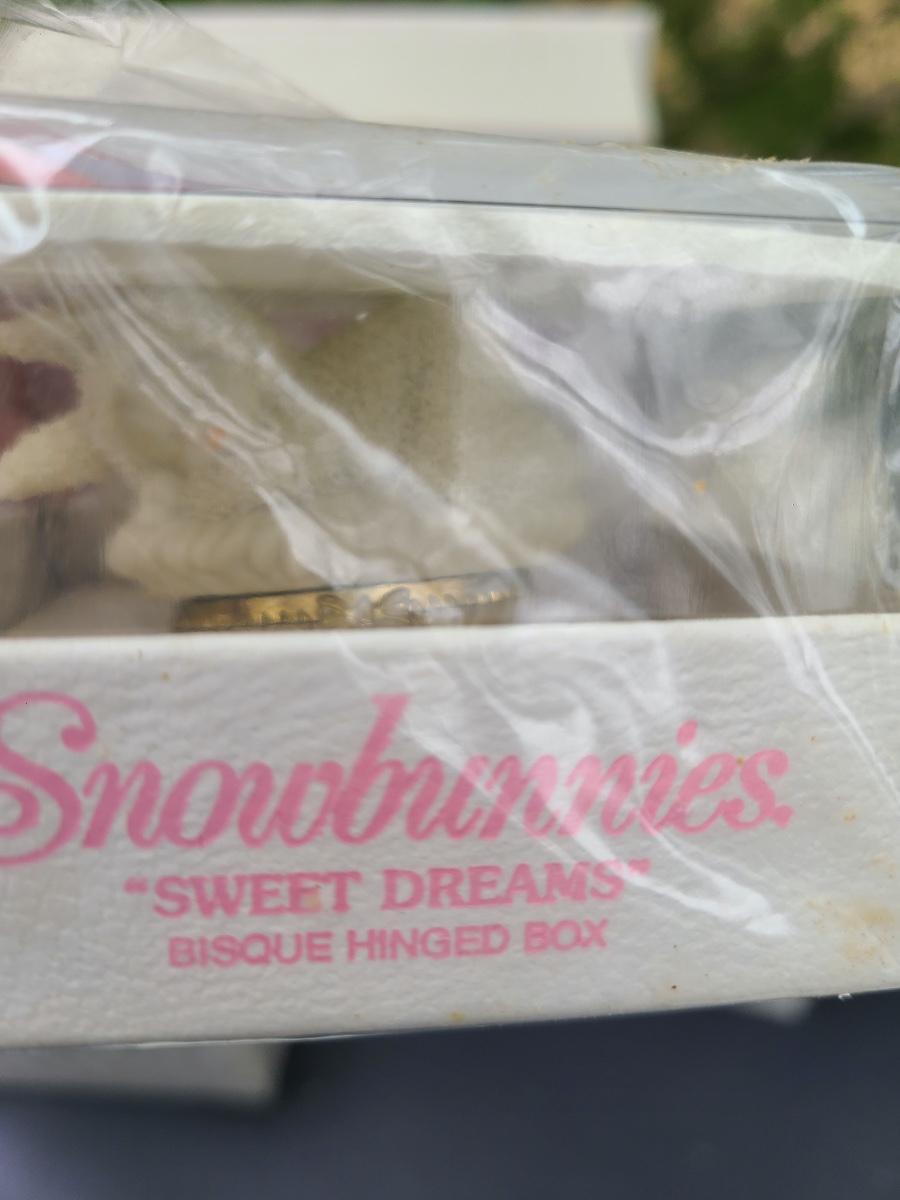 Snowbunnies.
“SWEET DREAMS”
BISQUE HINGED BOX